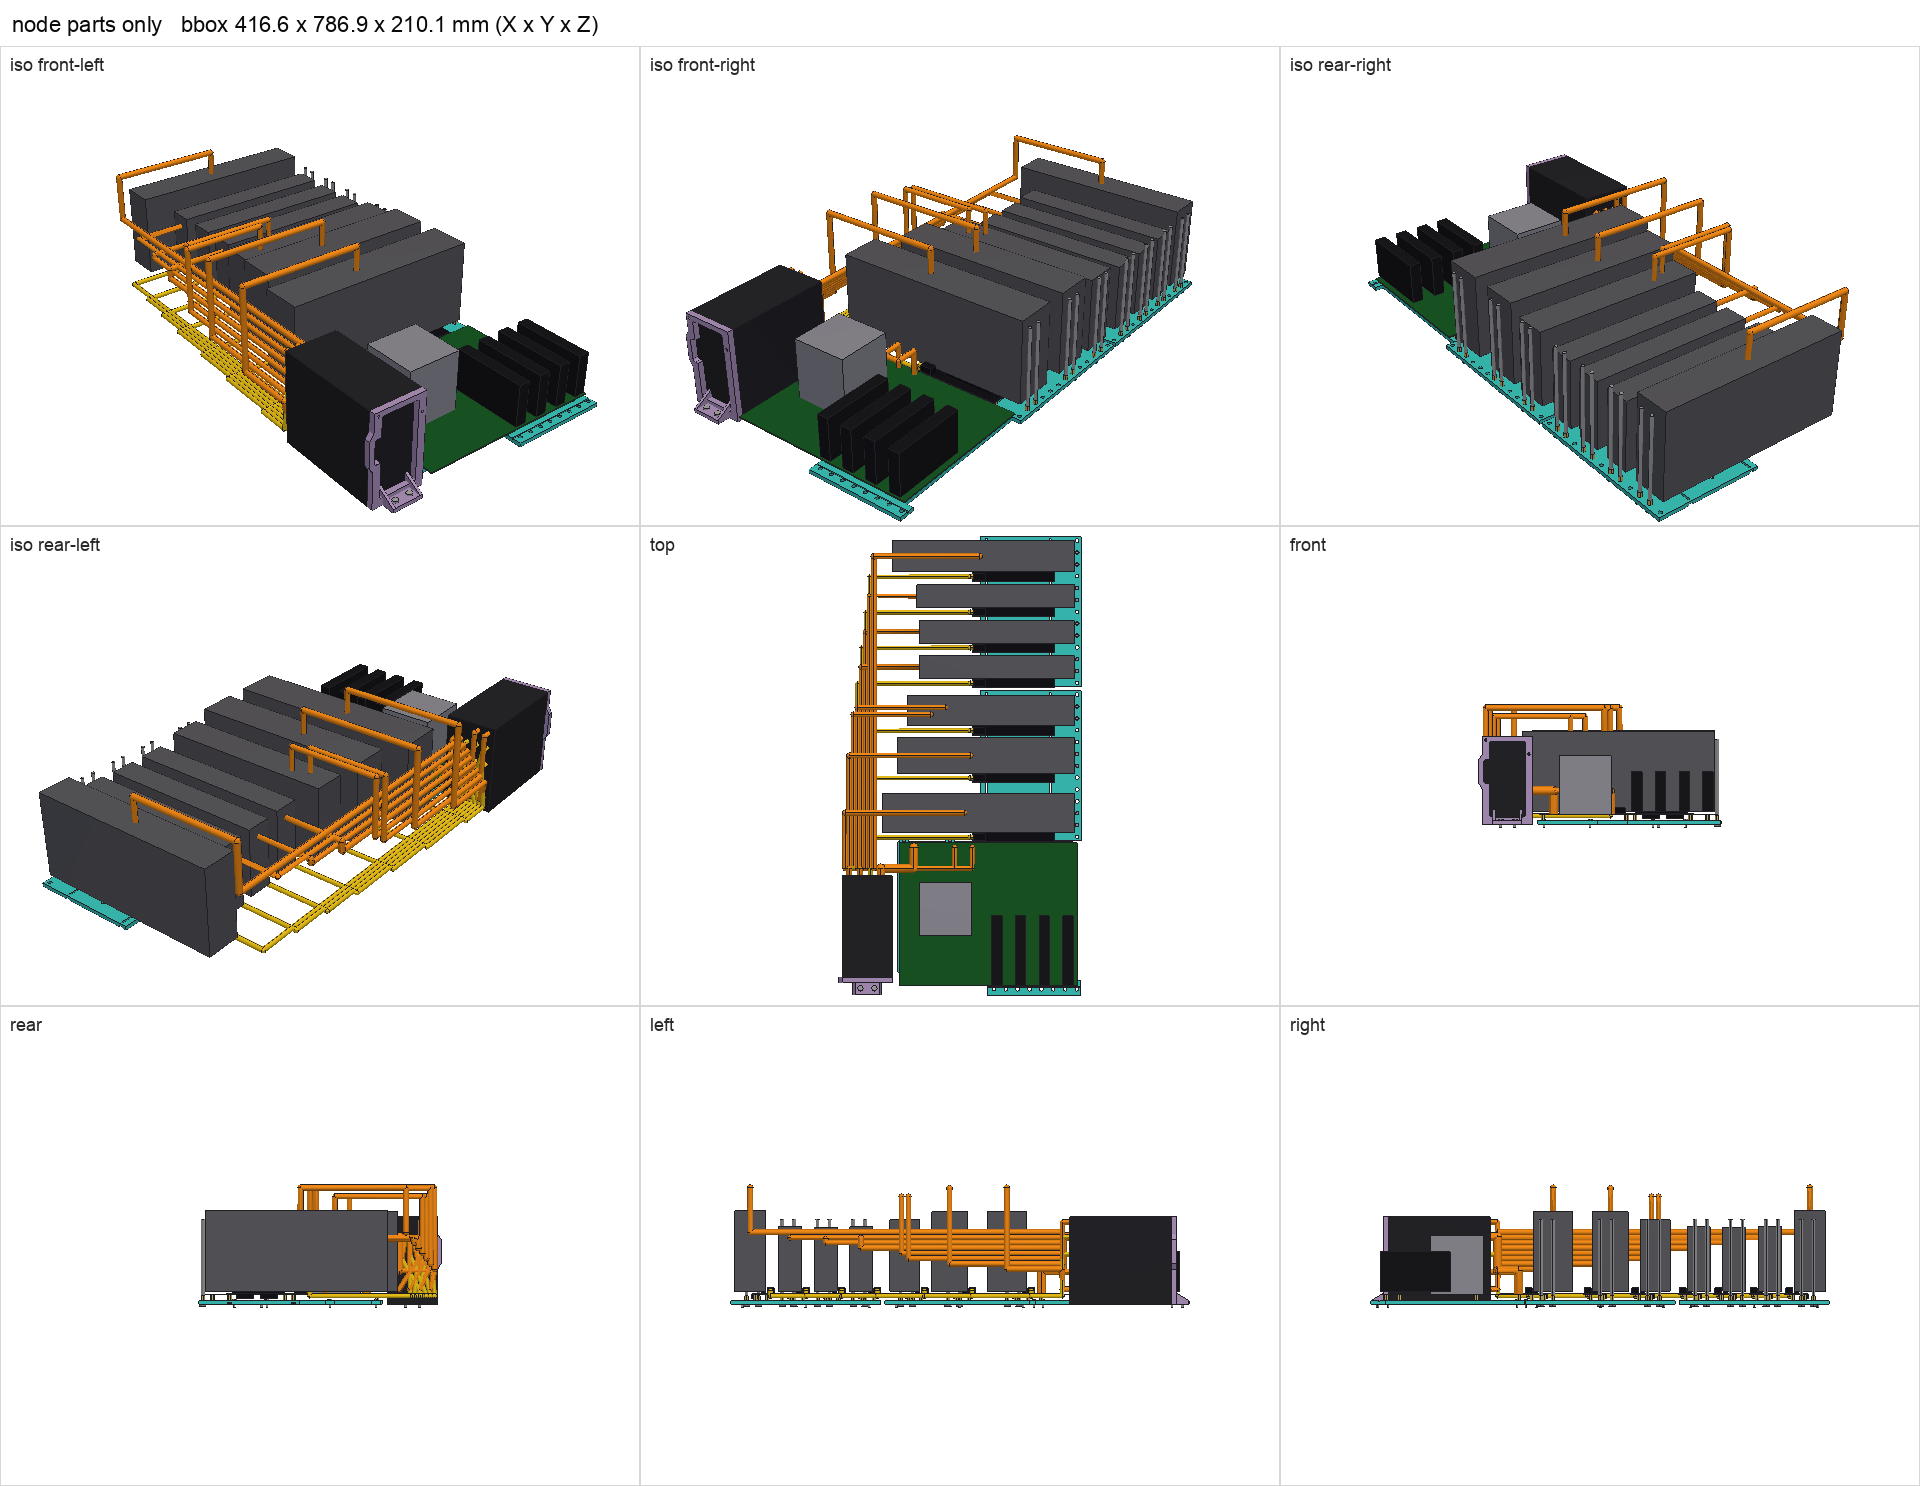 node parts only bbox 416.6 x 786.9 x 210.1 mm (X x Y x Z)
iso front-left
iso front-right
iso rear-right
iso rear-left
top
front
rear
left
right